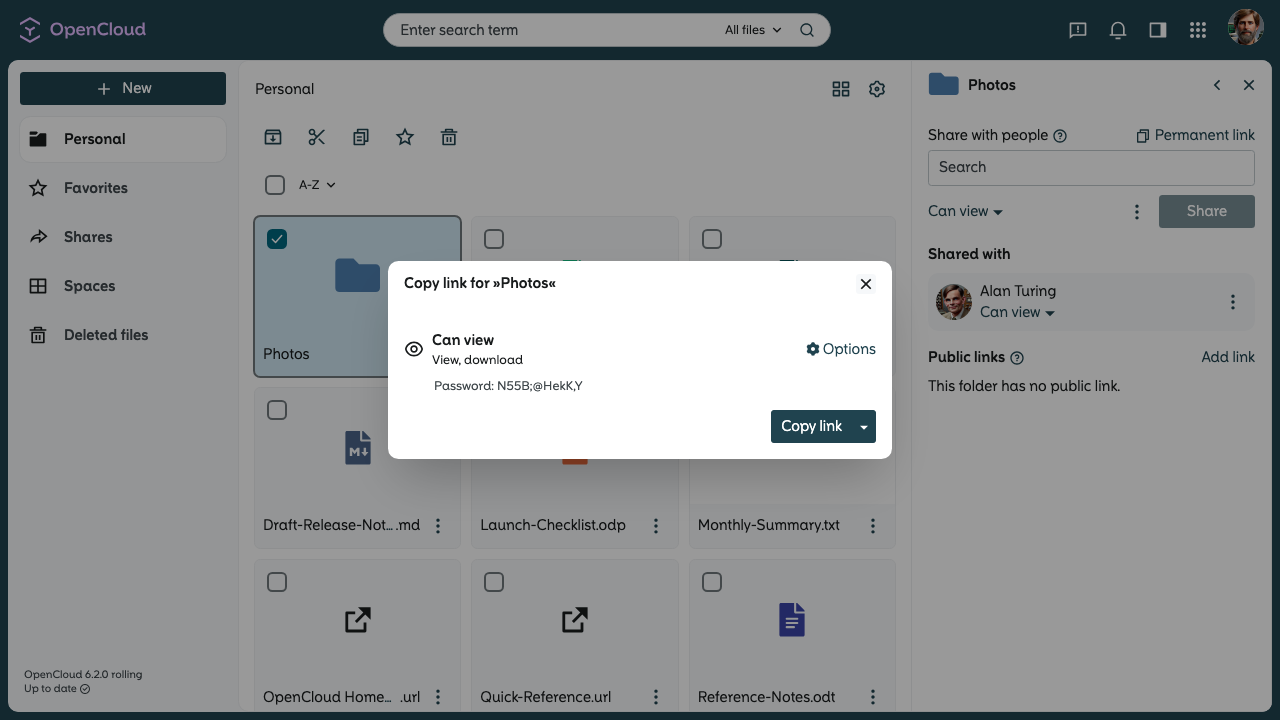 OpenCloud
Enter search term
All files
New
Personal
Favorites
Shares
Spaces
Deleted files
OpenCloud 6.2.0 rolling
Up to date
Personal
A-Z
Photos
Draft-Release-Not... .md
Launch-Checklist.odp
Monthly-Summary.txt
OpenCloud Home... .url
Quick-Reference.url
Reference-Notes.odt
Copy link for »Photos«
Can view
View, download
Options
Password: N55B;@HekK,Y
Copy link
Photos
Share with people
Permanent link
Search
Can view
Share
Shared with
Alan Turing
Can view
Public links
Add link
This folder has no public link.